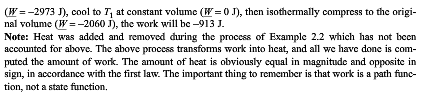 (W = –2973 J), cool to T₁ at constant volume (W = 0 J), then isothermally compress to the origi-
nal volume (W = –2060 J), the work will be –913 J.
Note: Heat was added and removed during the process of Example 2.2 which has not been
accounted for above. The above process transforms work into heat, and all we have done is com-
puted the amount of work. The amount of heat is obviously equal in magnitude and opposite in
sign, in accordance with the first law. The important thing to remember is that work is a path func-
tion, not a state function.